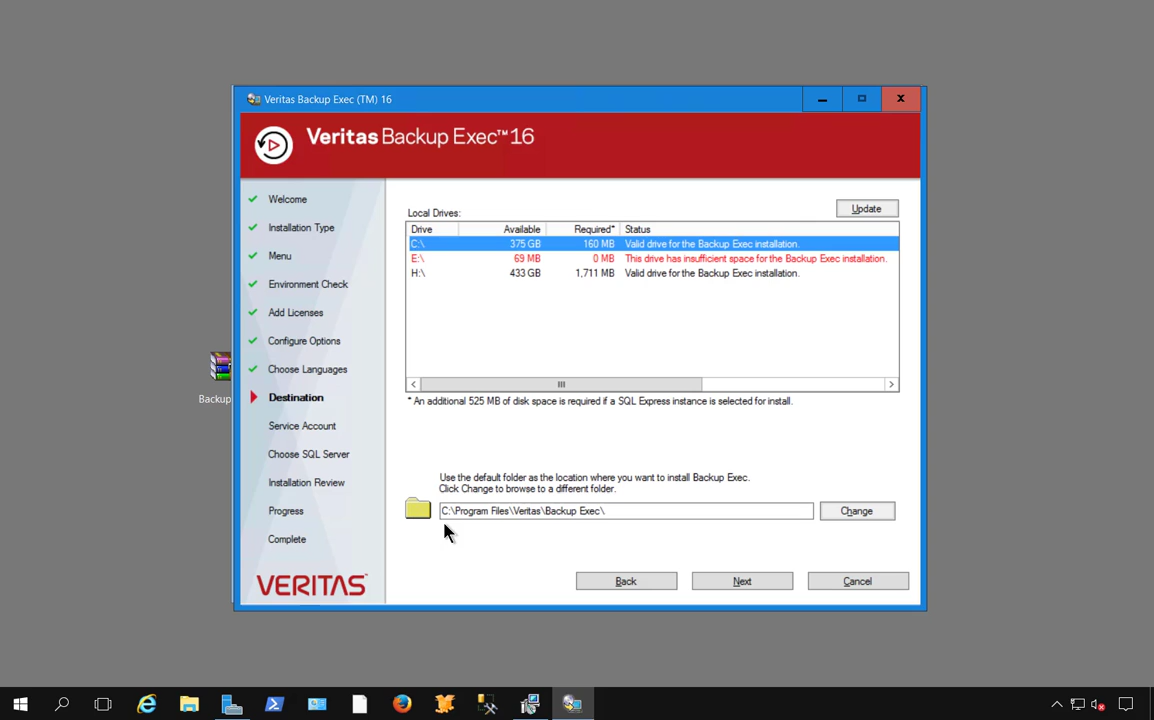 Veritas Backup Exec (TM) 16
Veritas Backup Exec™ 16
Welcome
Installation Type
Menu
Environment Check
Add Licenses
Configure Options
Choose Languages
Destination
Service Account
Choose SQL Server
Installation Review
Progress
Complete
VERITAS™
Local Drives:
Update
Drive Available Required* Status
C:\ 375 GB 160 MB Valid drive for the Backup Exec installation.
E:\ 69 MB 0 MB This drive has insufficient space for the Backup Exec installation.
H:\ 433 GB 1,711 MB Valid drive for the Backup Exec installation.
* An additional 525 MB of disk space is required if a SQL Express instance is selected for install.
Use the default folder as the location where you want to install Backup Exec.
Click Change to browse to a different folder.
C:\Program Files\Veritas\Backup Exec\
Change
Back
Next
Cancel
Backup